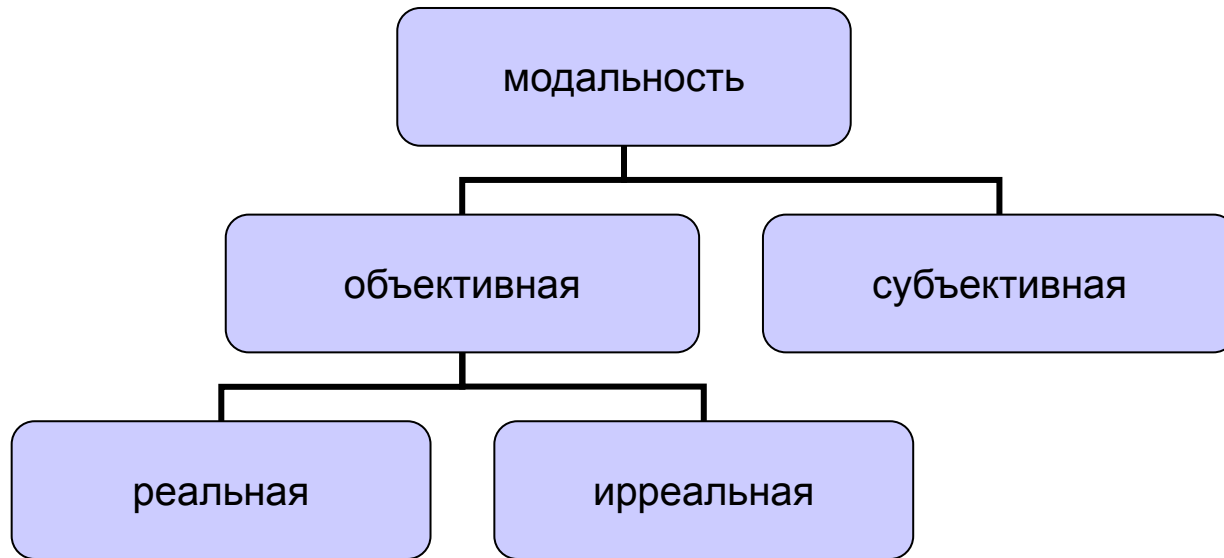 модальность
объективная
субъективная
реальная
ирреальная